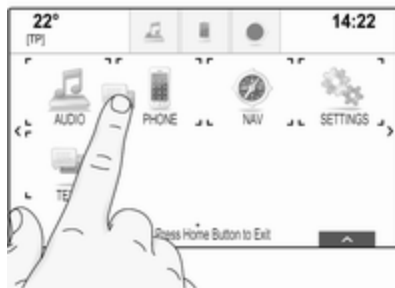 22°
14:22
[TP]
AUDIO
PHONE
NAV
SETTINGS
Press Home Button to Exit